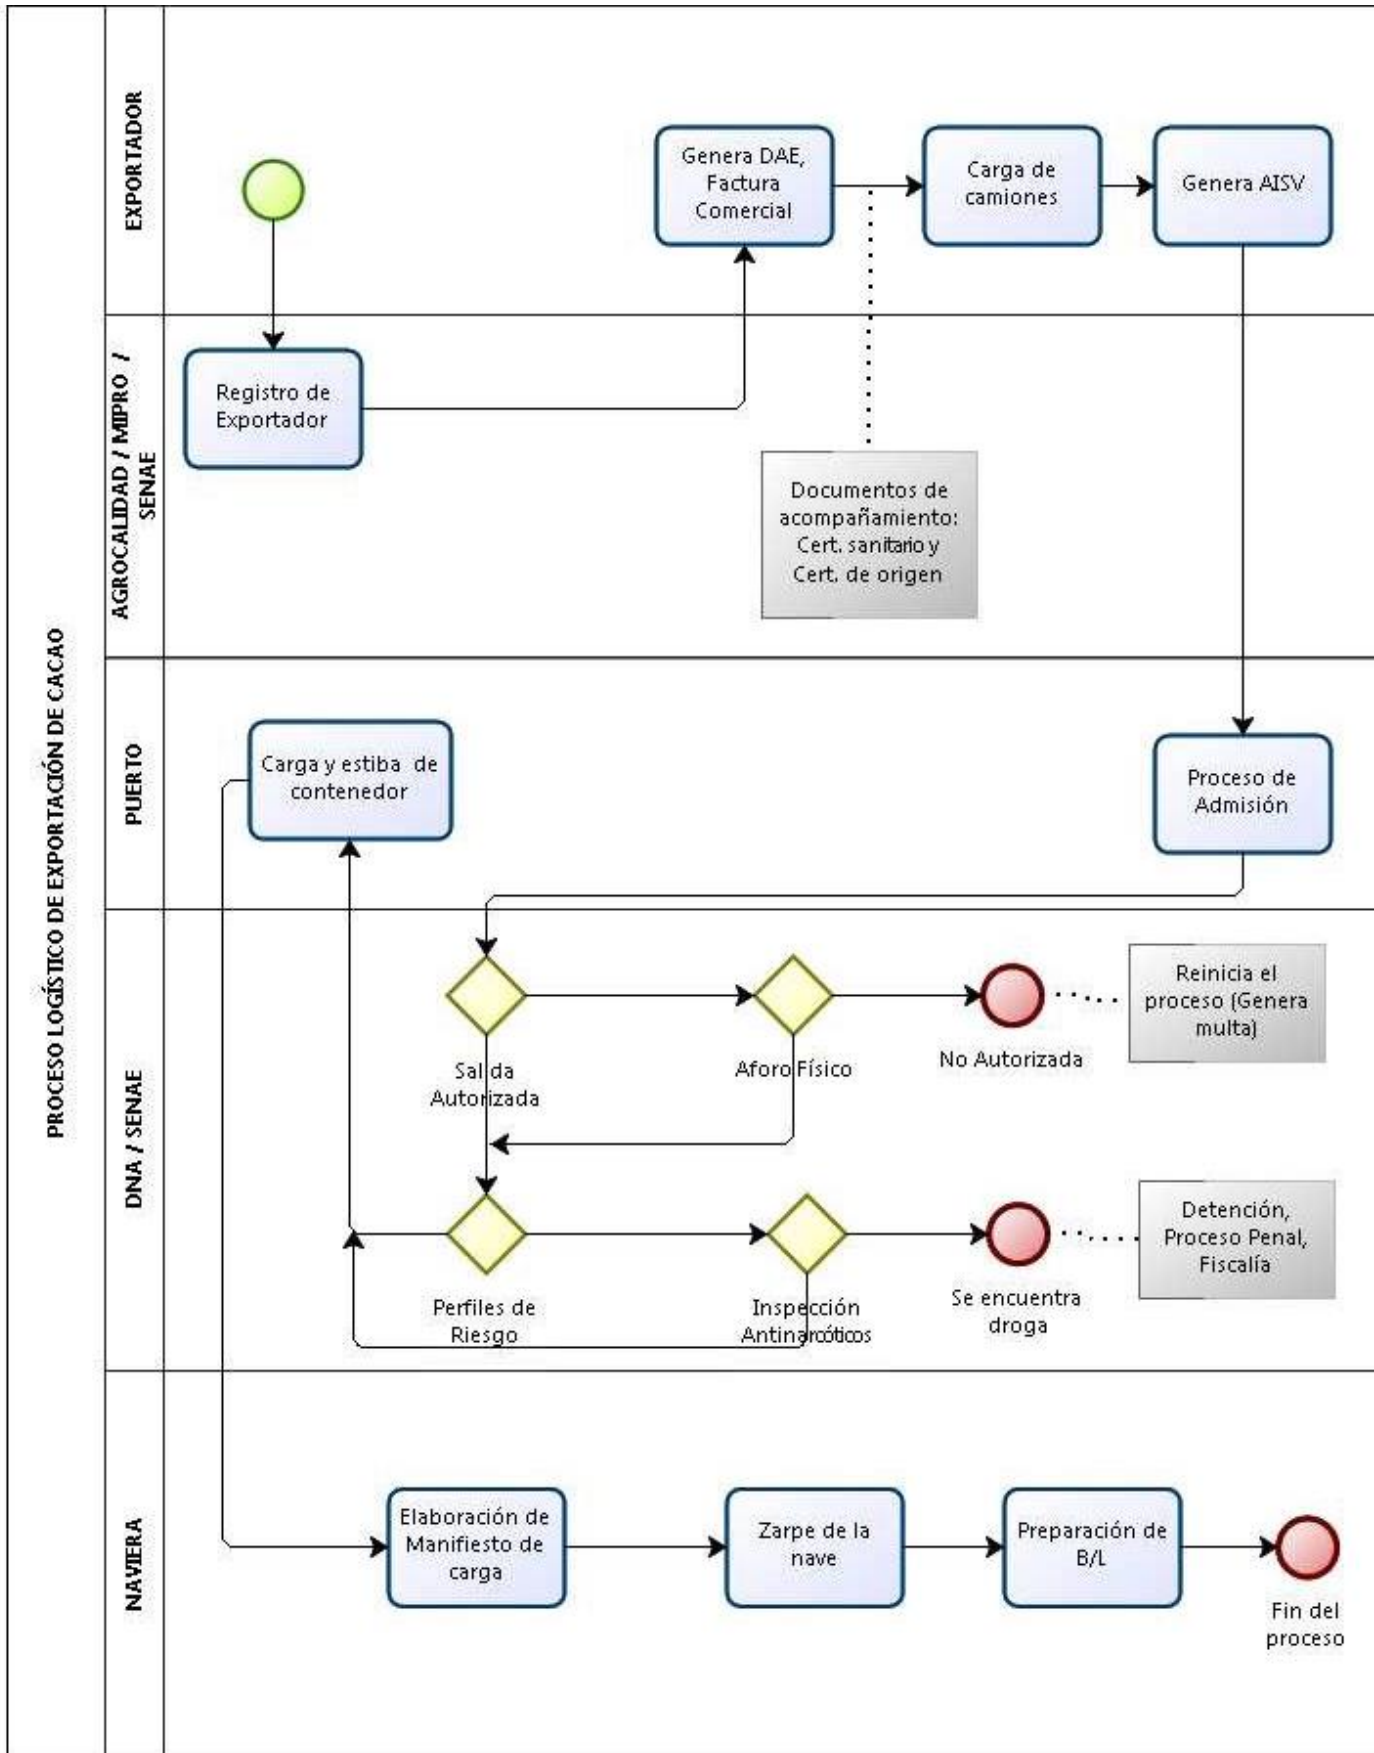 PROCESO LOGÍSTICO DE EXPORTACIÓN DE CACAO
EXPORTADOR
Genera DAE,
Factura
Comercial
Carga de
camiones
Genera AISV
AGROCALIDAD / MIPRO /
SENAE
Registro de
Exportador
Documentos de
acompañamiento:
Cert. sanitario y
Cert. de origen
PUERTO
Carga y estiba de
contenedor
Proceso de
Admisión
DNA / SENAE
Salida
Autorizada
Aforo Físico
No Autorizada
Reinicia el
proceso (Genera
multa)
Perfiles de
Riesgo
Inspección
Antinarcóticos
Se encuentra
droga
Detención,
Proceso Penal,
Fiscalía
NAVIERA
Elaboración de
Manifiesto de
carga
Zarpe de la
nave
Preparación de
B/L
Fin del
proceso